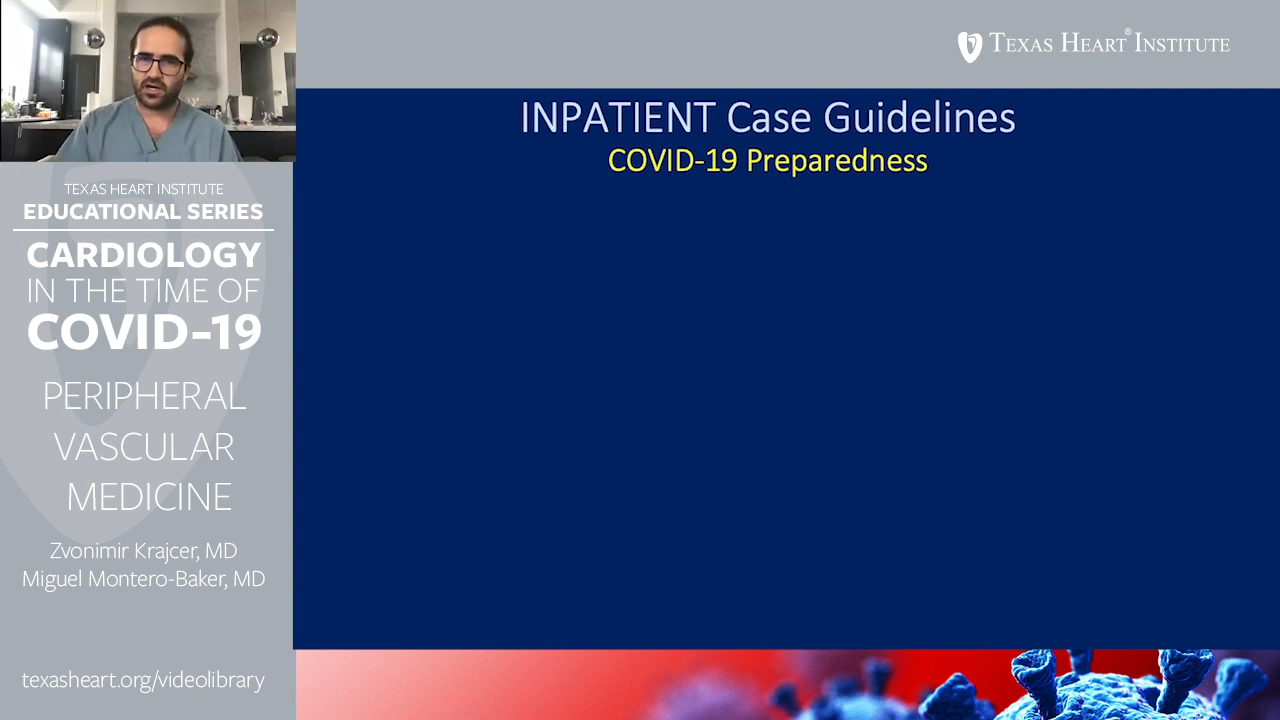 TEXAS HEART® INSTITUTE
INPATIENT Case Guidelines
COVID-19 Preparedness
TEXAS HEART INSTITUTE
EDUCATIONAL SERIES
CARDIOLOGY
IN THE TIME OF
COVID-19
PERIPHERAL
VASCULAR
MEDICINE
Zvonimir Krajcer, MD
Miguel Montero-Baker, MD
texasheart.org/videolibrary